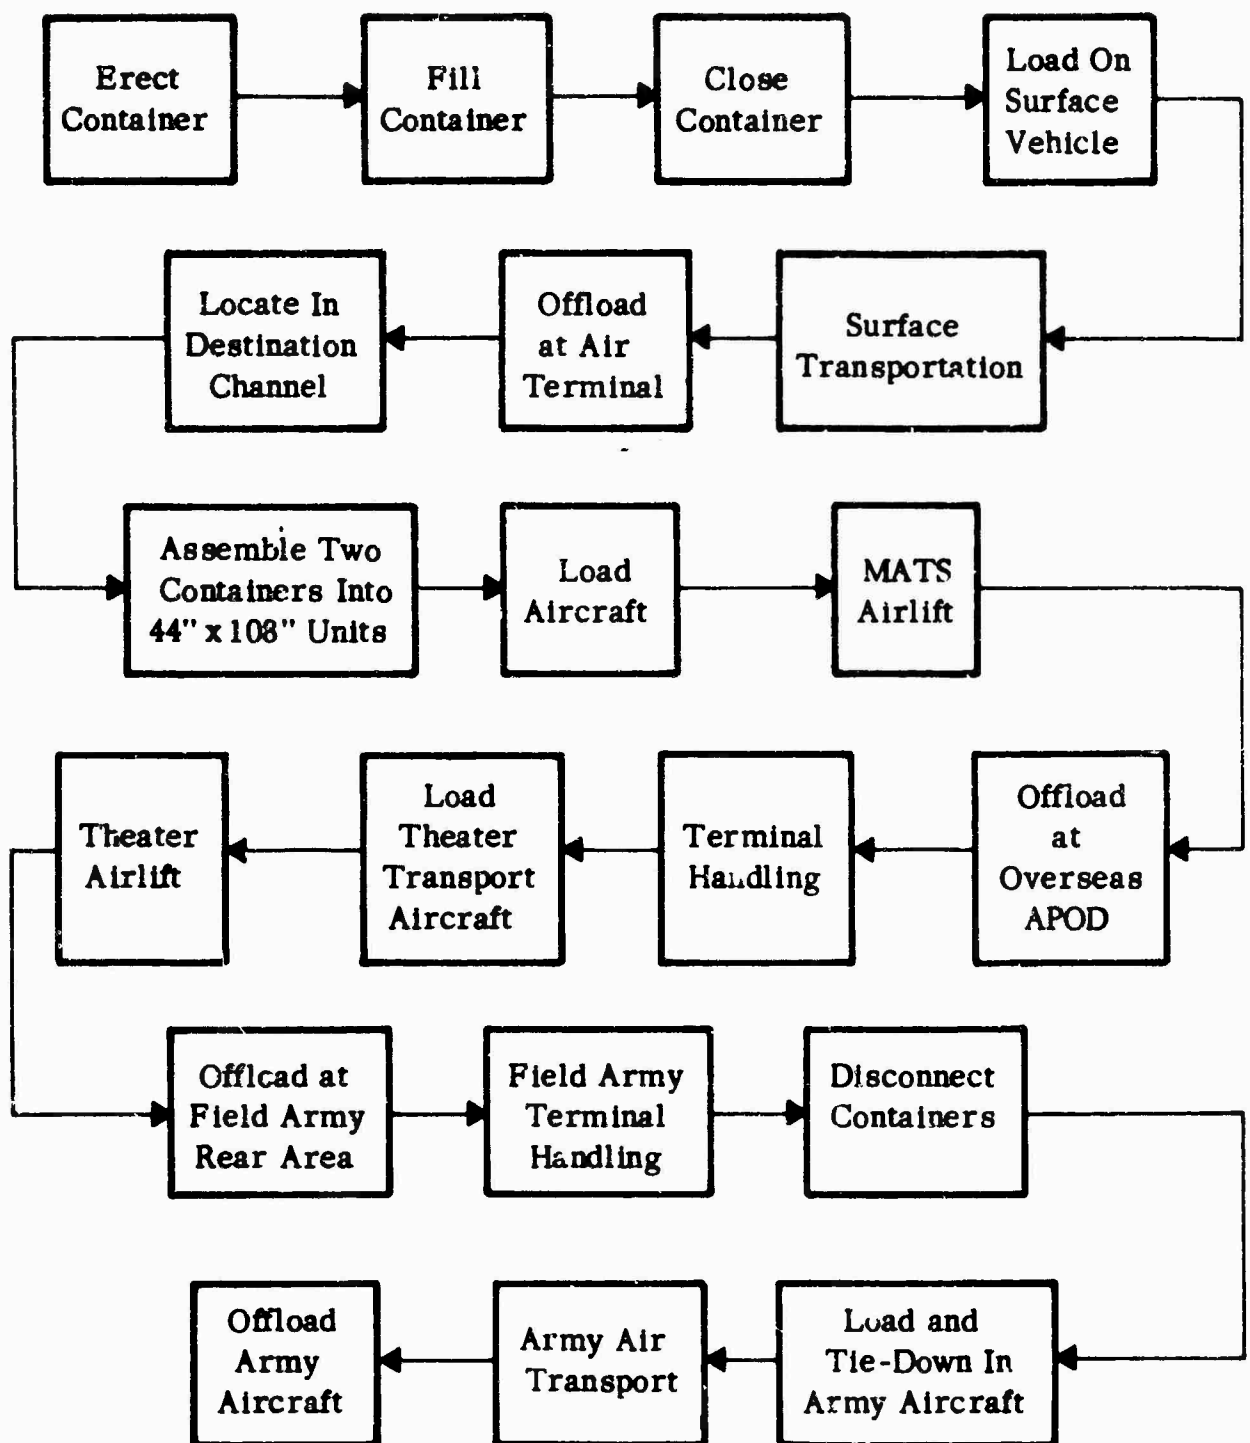 Erect
Container
Fill
Container
Close
Container
Load On
Surface
Vehicle
Locate In
Destination
Channel
Offload
at Air
Terminal
Surface
Transportation
Assemble Two
Containers Into
44" x 108" Units
Load
Aircraft
MATS
Airlift
Theater
Airlift
Load
Theater
Transport
Aircraft
Terminal
Handling
Offload
at
Overseas
APOD
Offload at
Field Army
Rear Area
Field Army
Terminal
Handling
Disconnect
Containers
Offload
Army
Aircraft
Army Air
Transport
Load and
Tie-Down In
Army Aircraft